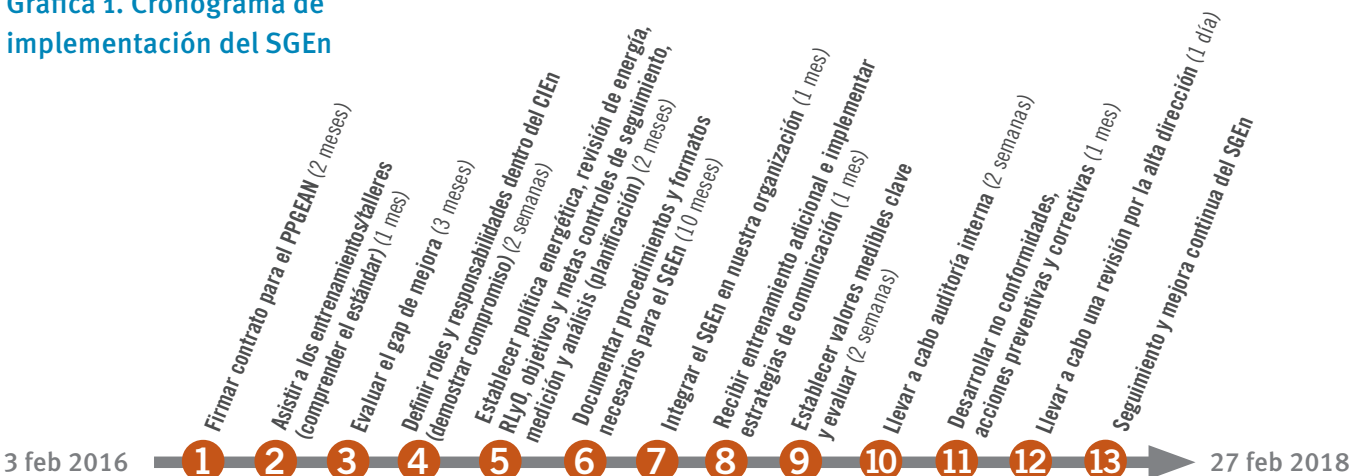 Gráfica 1. Cronograma de
implementación del SGEn
Firmar contrato para el PPGEAN (2 meses)
Asistir a los entrenamientos/talleres
(comprender el estándar) (1 mes)
Evaluar el gap de mejora (3 meses)
Definir roles y responsabilidades dentro del CIEn
(demostrar compromiso) (2 semanas)
Establecer política energética, revisión de energía,
RLyO, objetivos y metas controles de seguimiento,
medición y análisis (planificación) (2 meses)
Documentar procedimientos y formatos
necesarios para el SGEn (10 meses)
Integrar el SGEn en nuestra organización (1 mes)
Recibir entrenamiento adicional e implementar
estrategias de comunicación (1 mes)
Establecer valores medibles clave
y evaluar (2 semanas)
Llevar a cabo auditoría interna (2 semanas)
Desarrollar no conformidades,
acciones preventivas y correctivas (1 mes)
Llevar a cabo una revisión por la alta dirección (1 día)
Seguimiento y mejora continua del SGEn
3 feb 2016 1 2 3 4 5 6 7 8 9 10 11 12 13 27 feb 2018